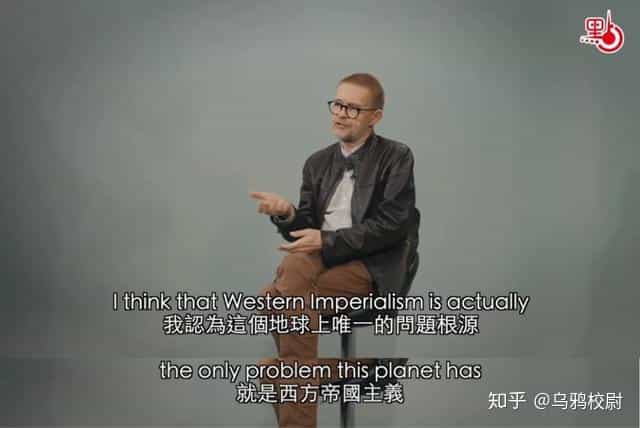 點
I think that Western Imperialism is actually
我認為這個地球上唯一的問題根源
the only problem this planet has
就是西方帝國主義
知乎 @乌鸦校尉